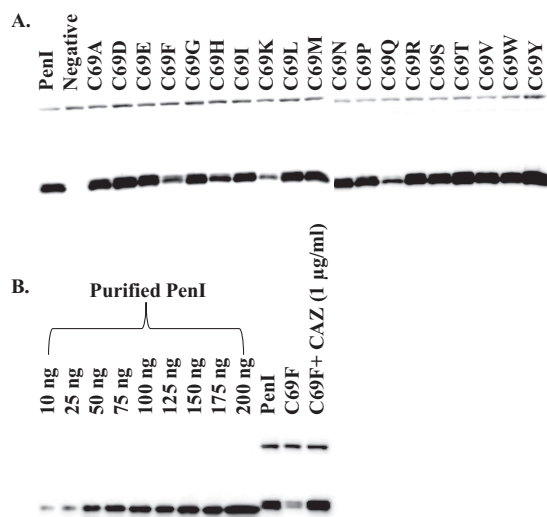 A.
PenI
Negative
C69A
C69D
C69E
C69F
C69G
C69H
C69I
C69K
C69L
C69M
C69N
C69P
C69Q
C69R
C69S
C69T
C69V
C69W
C69Y
B.
Purified PenI
10 ng
25 ng
50 ng
75 ng
100 ng
125 ng
150 ng
175 ng
200 ng
PenI
C69F
C69F+ CAZ (1 µg/ml)